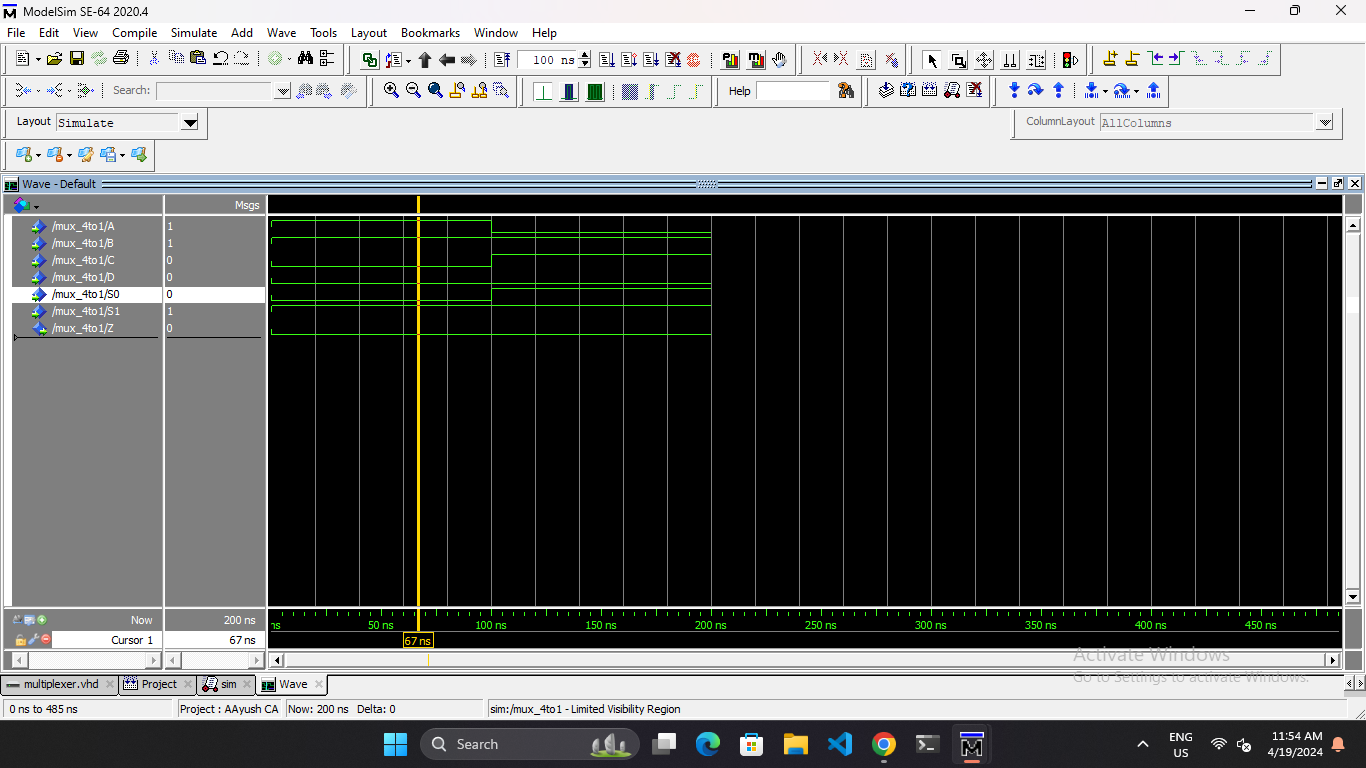 ModelSim SE-64 2020.4
File Edit View Compile Simulate Add Wave Tools Layout Bookmarks Window Help
100 ns
Search:
Help
Layout Simulate
ColumnLayout AllColumns
Wave - Default
Msgs
/mux_4to1/A 1
/mux_4to1/B 1
/mux_4to1/C 0
/mux_4to1/D 0
/mux_4to1/S0 0
/mux_4to1/S1 1
/mux_4to1/Z 0
Now 200 ns
ns 50 ns 100 ns 150 ns 200 ns 250 ns 300 ns 350 ns 400 ns 450 ns
Cursor 1 67 ns
67 ns
Activate Windows
Go to Settings to activate Windows.
multiplexer.vhd Project sim Wave
0 ns to 485 ns Project : AAyush CA Now: 200 ns Delta: 0 sim:/mux_4to1 - Limited Visibility Region
Search
ENG
US
11:54 AM
4/19/2024